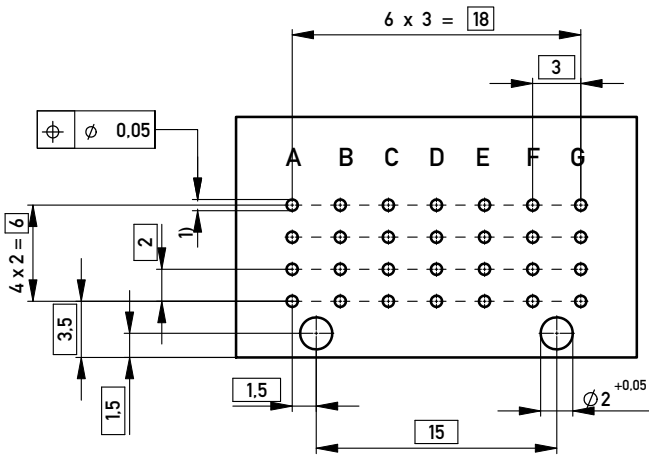 6 x 3 = 18
3
⌖ ∅ 0,05
A B C D E F G
1)
4 x 2 = 6
2
3,5
1,5
1,5
∅2 +0,05
15